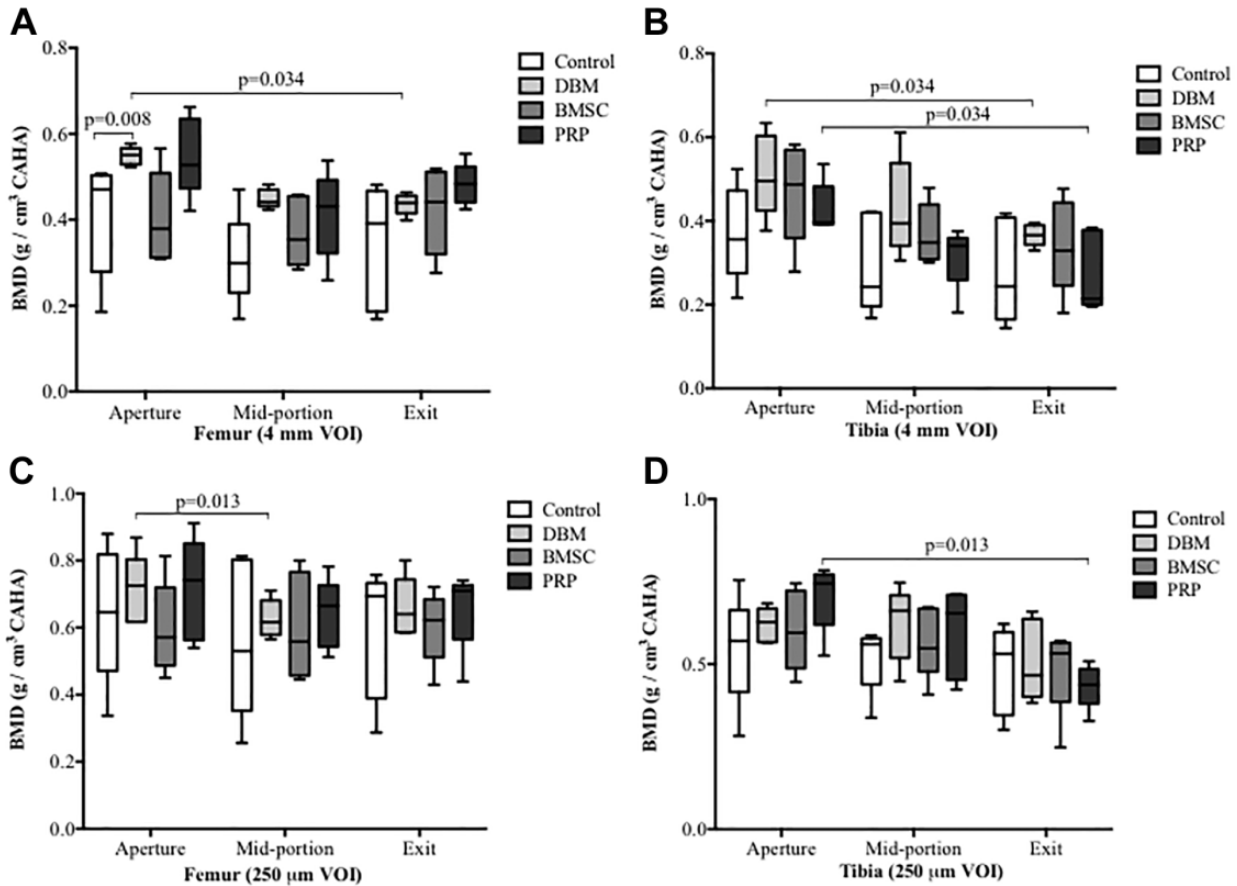 A
0.8
0.6
0.4
0.2
0.0
BMD (g / cm³ CAHA)
p=0.034
p=0.008
Control
DBM
BMSC
PRP
Aperture Mid-portion Exit
Femur (4 mm VOI)
B
0.8
0.6
0.4
0.2
0.0
BMD (g / cm³ CAHA)
p=0.034
p=0.034
Control
DBM
BMSC
PRP
Aperture Mid-portion Exit
Tibia (4 mm VOI)
C
1.0
0.8
0.6
0.4
0.2
0.0
BMD (g / cm³ CAHA)
p=0.013
Control
DBM
BMSC
PRP
Aperture Mid-portion Exit
Femur (250 µm VOI)
D
1.0
0.5
0.0
BMD (g / cm³ CAHA)
p=0.013
Control
DBM
BMSC
PRP
Aperture Mid-portion Exit
Tibia (250 µm VOI)